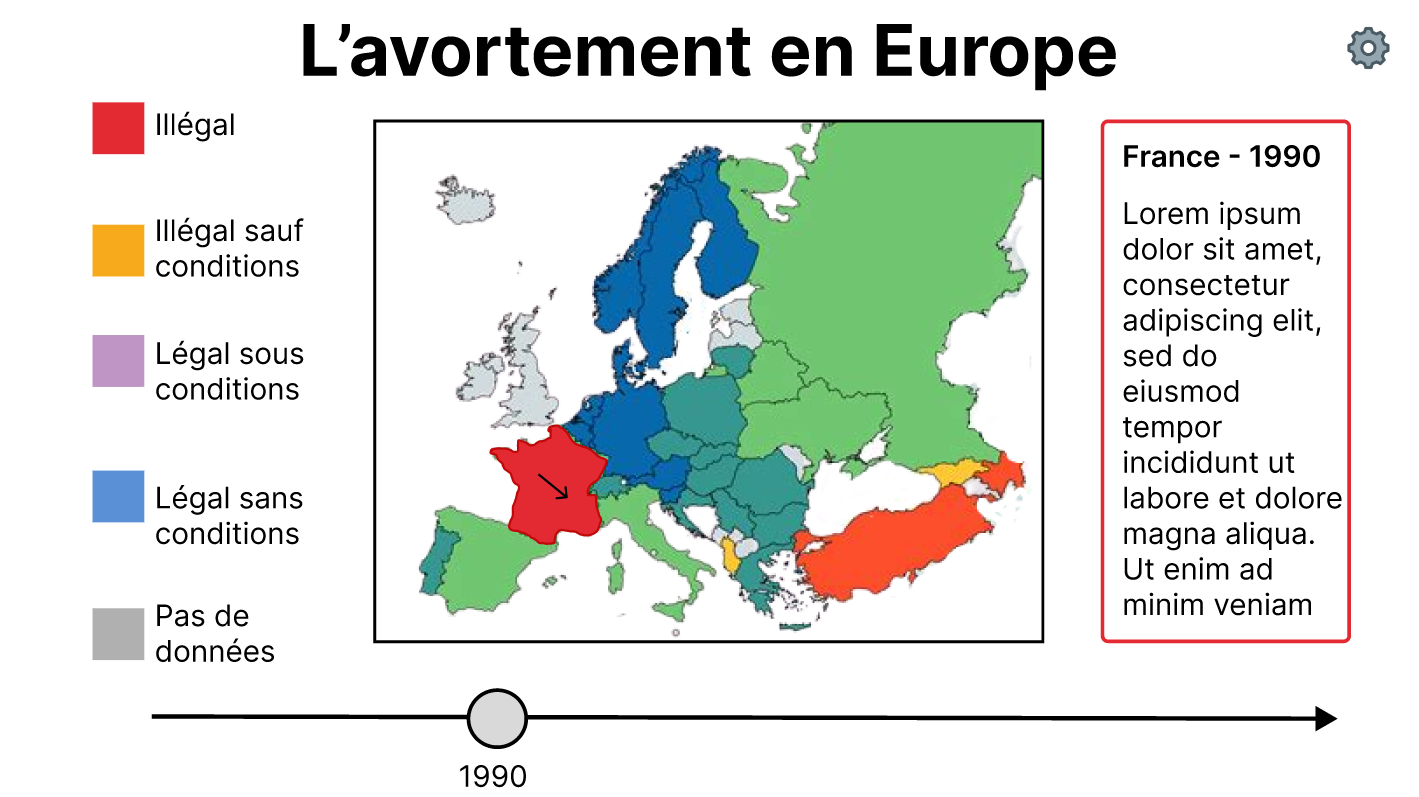 L’avortement en Europe
Illégal
Illégal sauf
conditions
Légal sous
conditions
Légal sans
conditions
Pas de
données
France - 1990
Lorem ipsum
dolor sit amet,
consectetur
adipiscing elit,
sed do
eiusmod
tempor
incididunt ut
labore et dolore
magna aliqua.
Ut enim ad
minim veniam
1990